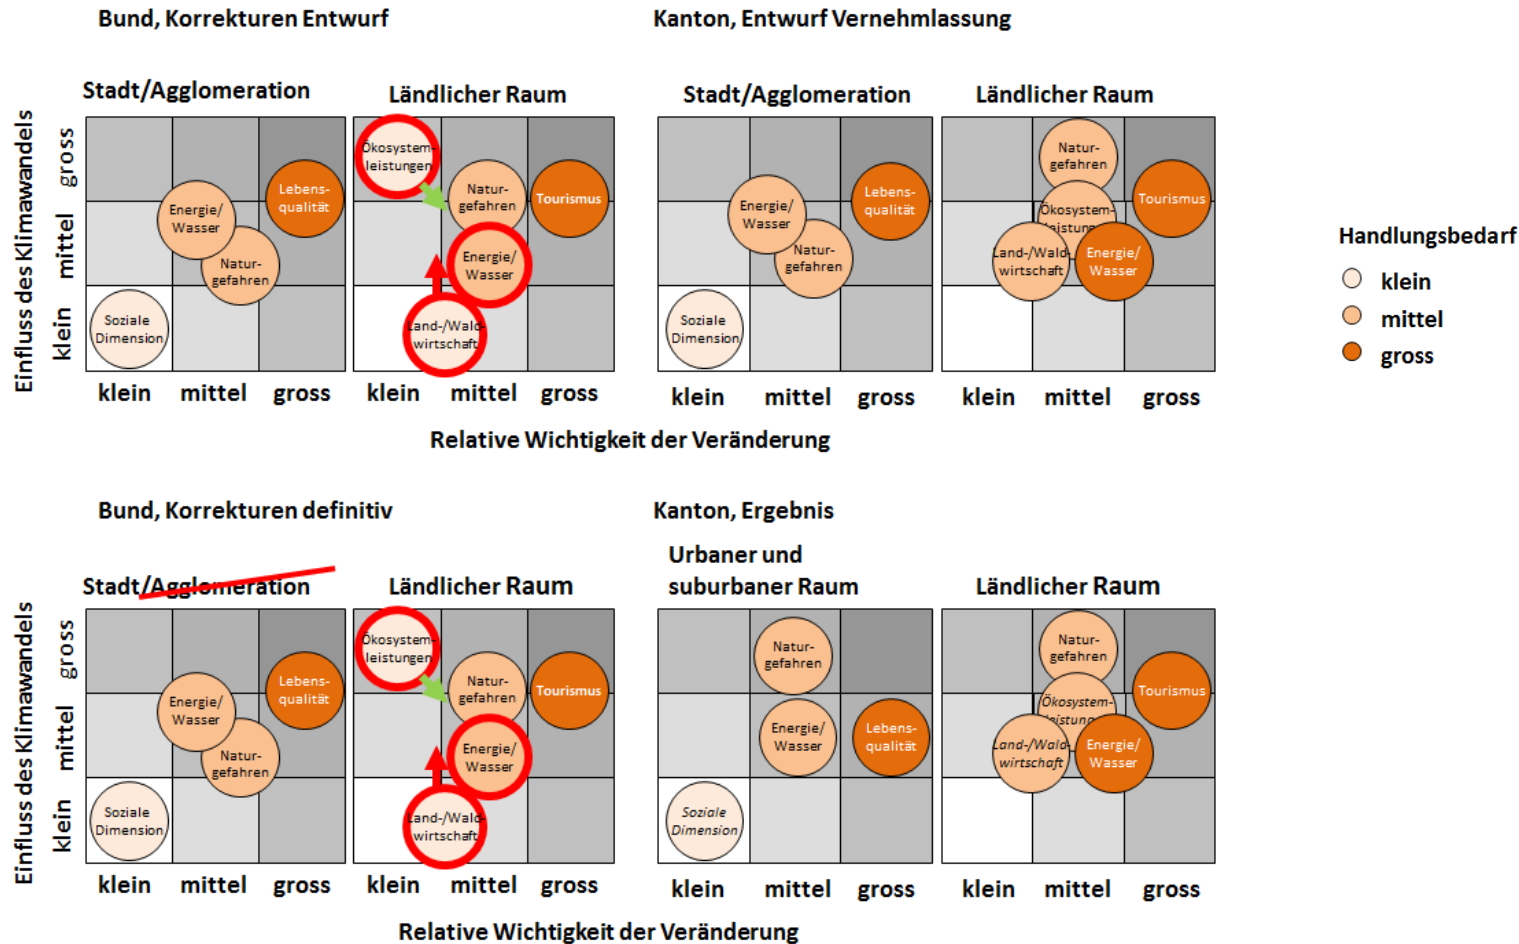 Bund, Korrekturen Entwurf
Kanton, Entwurf Vernehmlassung
Stadt/Agglomeration
Ländlicher Raum
Stadt/Agglomeration
Ländlicher Raum
Einfluss des Klimawandels
gross
mittel
klein
Lebens-
qualität
Energie/
Wasser
Natur-
gefahren
Soziale
Dimension
Ökosystem-
leistungen
Natur-
gefahren
Tourismus
Energie/
Wasser
Land-/Wald-
wirtschaft
Energie/
Wasser
Lebens-
qualität
Natur-
gefahren
Soziale
Dimension
Natur-
gefahren
Ökosystem-
leistung
Tourismus
Land-/Wald-
wirtschaft
Energie/
Wasser
klein mittel gross
klein mittel gross
klein mittel gross
klein mittel gross
Relative Wichtigkeit der Veränderung
Handlungsbedarf
klein
mittel
gross
Bund, Korrekturen definitiv
Kanton, Ergebnis
Stadt/Agglomeration
Ländlicher Raum
Urbaner und
suburbaner Raum
Ländlicher Raum
Einfluss des Klimawandels
gross
mittel
klein
Lebens-
qualität
Energie/
Wasser
Natur-
gefahren
Soziale
Dimension
Ökosystem-
leistungen
Natur-
gefahren
Tourismus
Energie/
Wasser
Land-/Wald-
wirtschaft
Natur-
gefahren
Energie/
Wasser
Lebens-
qualität
Soziale
Dimension
Natur-
gefahren
Ökosystem-
leistung
Tourismus
Land-/Wald-
wirtschaft
Energie/
Wasser
klein mittel gross
klein mittel gross
klein mittel gross
klein mittel gross
Relative Wichtigkeit der Veränderung